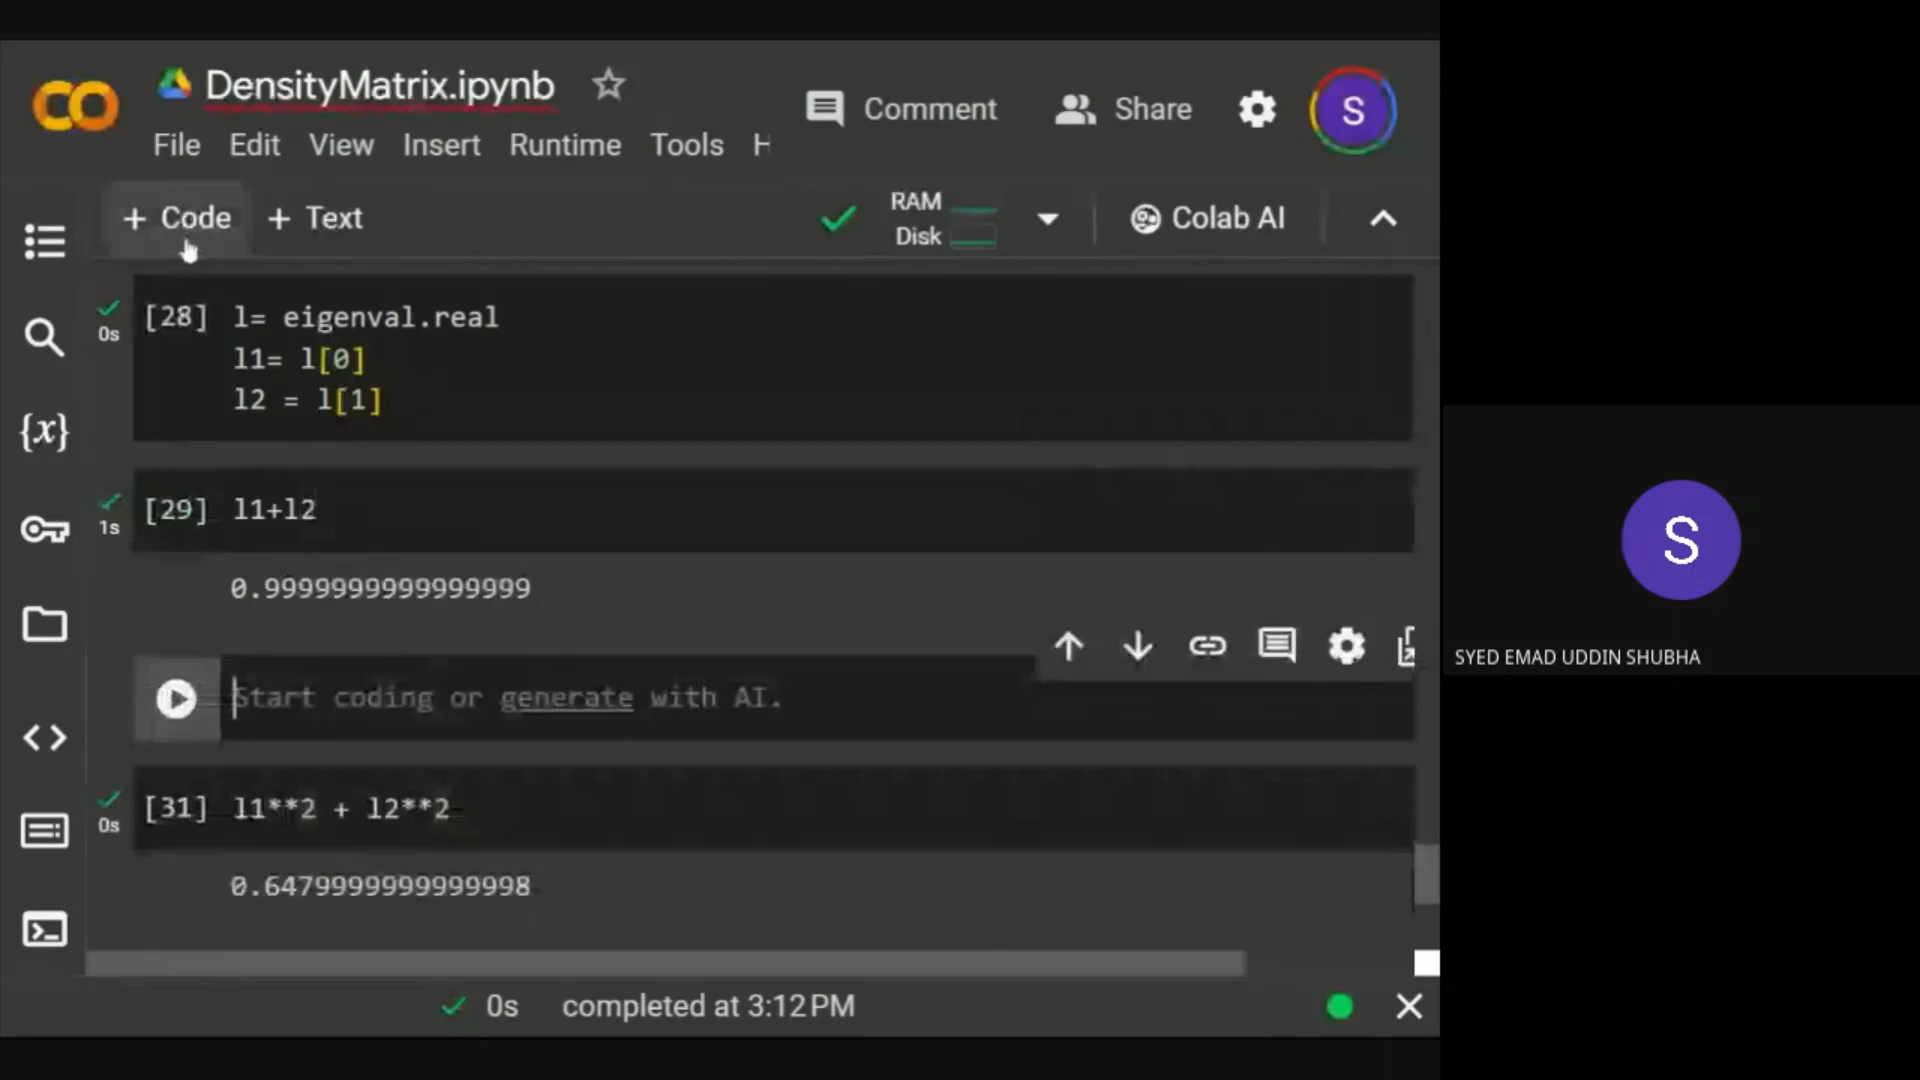 DensityMatrix.ipynb
Comment
Share
S
File Edit View Insert Runtime Tools H
+ Code + Text
RAM
Disk
Colab AI
{x}
0s
[28] l= eigenval.real
l1= l[0]
l2 = l[1]
1s
[29] l1+l2
0.9999999999999999
Start coding or generate with AI.
0s
[31] l1**2 + l2**2
0.6479999999999998
0s completed at 3:12 PM
S
SYED EMAD UDDIN SHUBHA